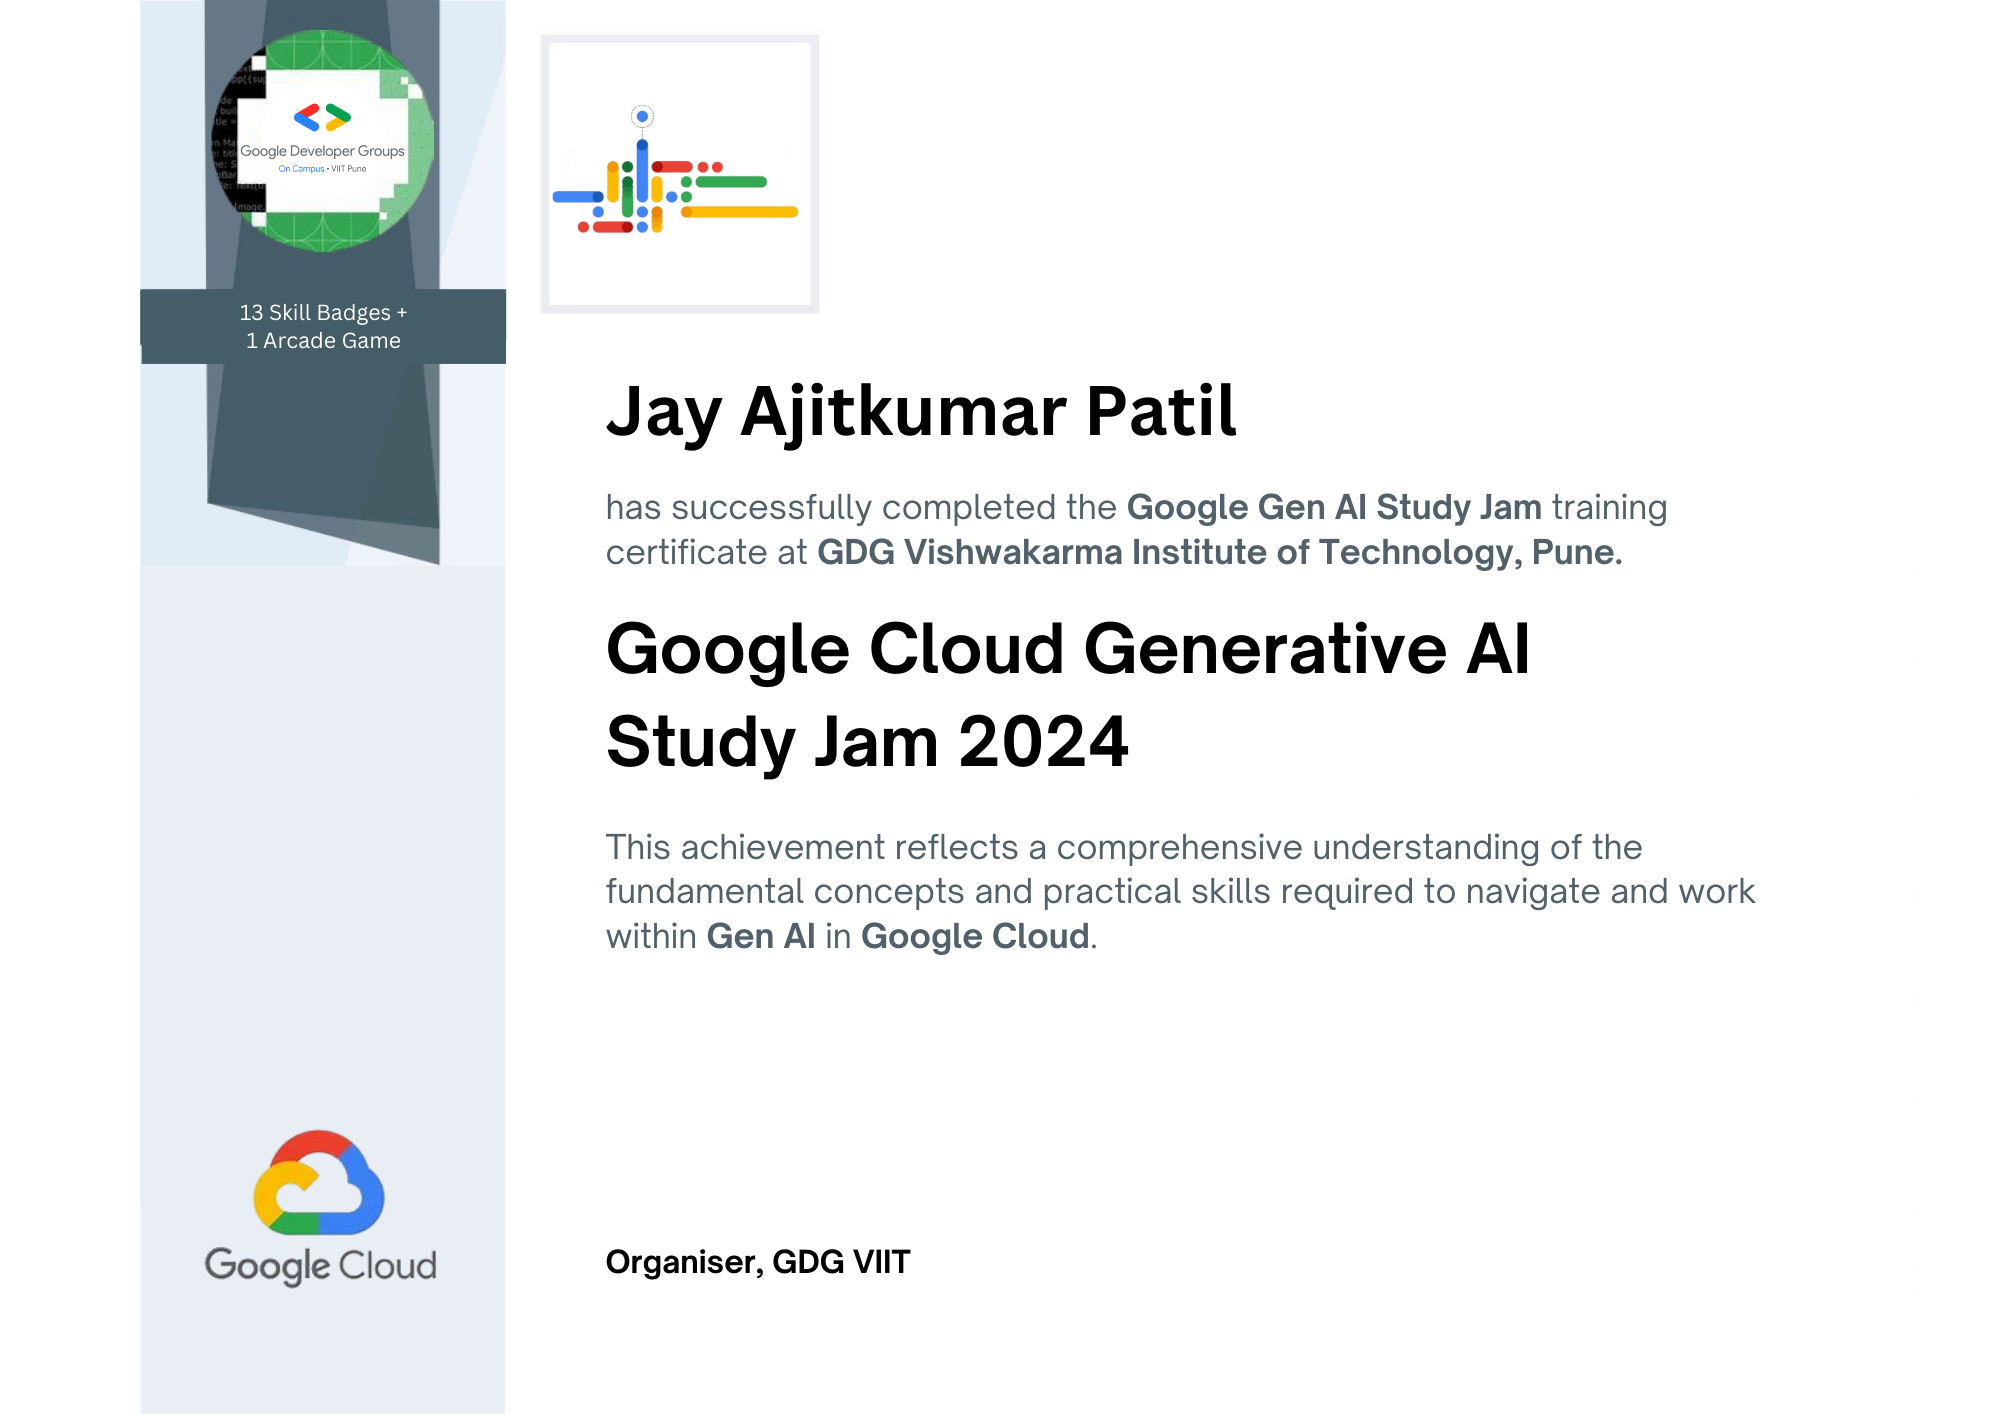 Google Developer Groups
On Campus • VIIT Pune
13 Skill Badges +
1 Arcade Game
Jay Ajitkumar Patil
has successfully completed the Google Gen AI Study Jam training
certificate at GDG Vishwakarma Institute of Technology, Pune.
Google Cloud Generative AI
Study Jam 2024
This achievement reflects a comprehensive understanding of the
fundamental concepts and practical skills required to navigate and work
within Gen AI in Google Cloud.
Google Cloud
Organiser, GDG VIIT